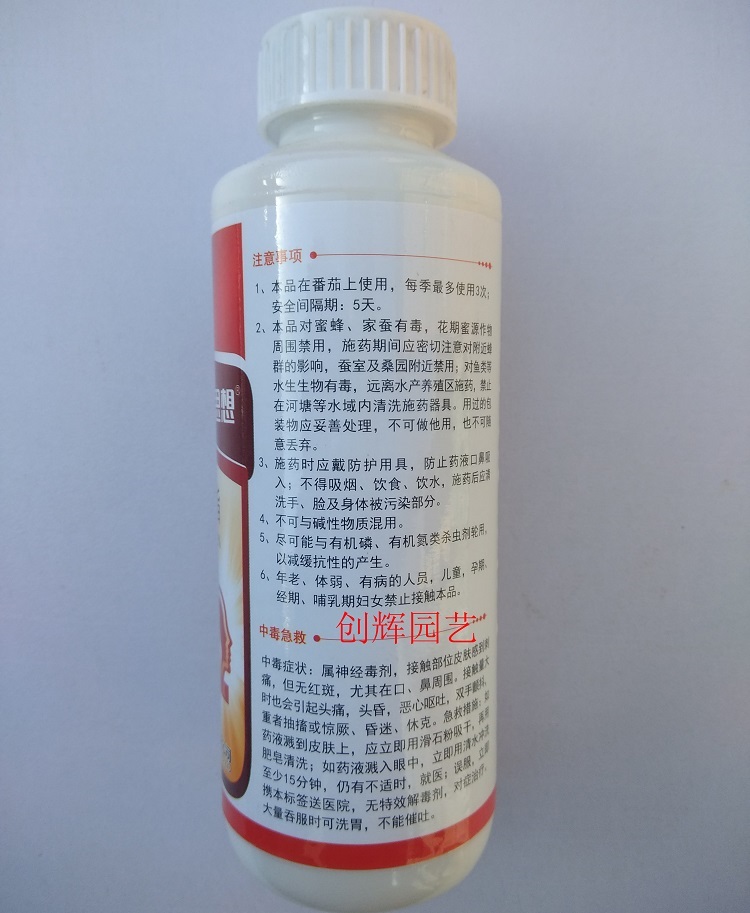 注意事项
1、本品在番茄上使用，每季最多使用3次；
安全间隔期：5天。
2、本品对蜜蜂、家蚕有毒，花期蜜源作物
周围禁用，施药期间应密切注意对附近蜂
群的影响，蚕室及桑园附近禁用；对鱼类等
水生生物有毒，远离水产养殖区施药，禁止
在河塘等水域内清洗施药器具。用过的包
装物应妥善处理，不可做他用，也不可随
意丢弃。
3、施药时应戴防护用具，防止药液口鼻吸
入；不得吸烟、饮食、饮水，施药后应清
洗手、脸及身体被污染部分。
4、不可与碱性物质混用。
5、尽可能与有机磷、有机氮类杀虫剂轮用，
以减缓抗性的产生。
6、年老、体弱、有病的人员，儿童，孕期、
经期、哺乳期妇女禁止接触本品。
创辉园艺
中毒急救
中毒症状：属神经毒剂，接触部位皮肤感到刺
痛，但无红斑，尤其在口、鼻周围。接触量大
时也会引起头痛，头昏，恶心呕吐，双手颤抖，
重者抽搐或惊厥、昏迷、休克。急救措施：如
药液溅到皮肤上，应立即用滑石粉吸干，再用
肥皂清洗；如药液溅入眼中，立即用清水冲洗
至少15分钟，仍有不适时，就医；误服，立即
携本标签送医院，无特效解毒剂，对症治疗。
大量吞服时可洗胃，不能催吐。
想